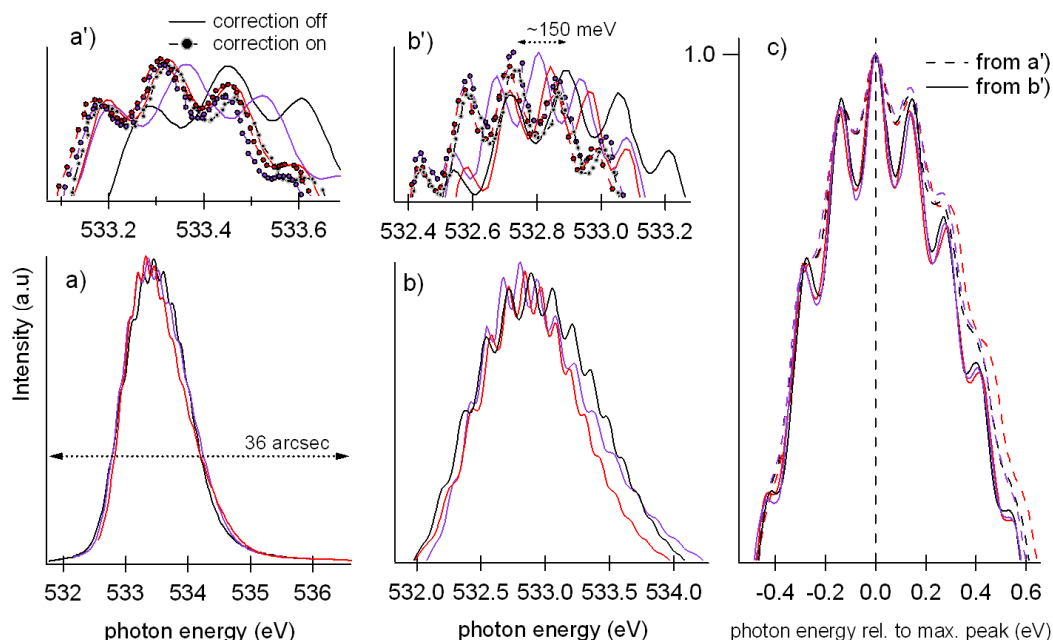 a')
correction off
correction on
533.2 533.4 533.6
b')
~150 meV
532.4 532.6 532.8 533.0 533.2
c)
1.0
from a')
from b')
-0.4 -0.2 0.0 0.2 0.4 0.6
photon energy rel. to max. peak (eV)
Intensity (a.u)
a)
36 arcsec
532 533 534 535 536
photon energy (eV)
b)
532.0 532.5 533.0 533.5 534.0
photon energy (eV)